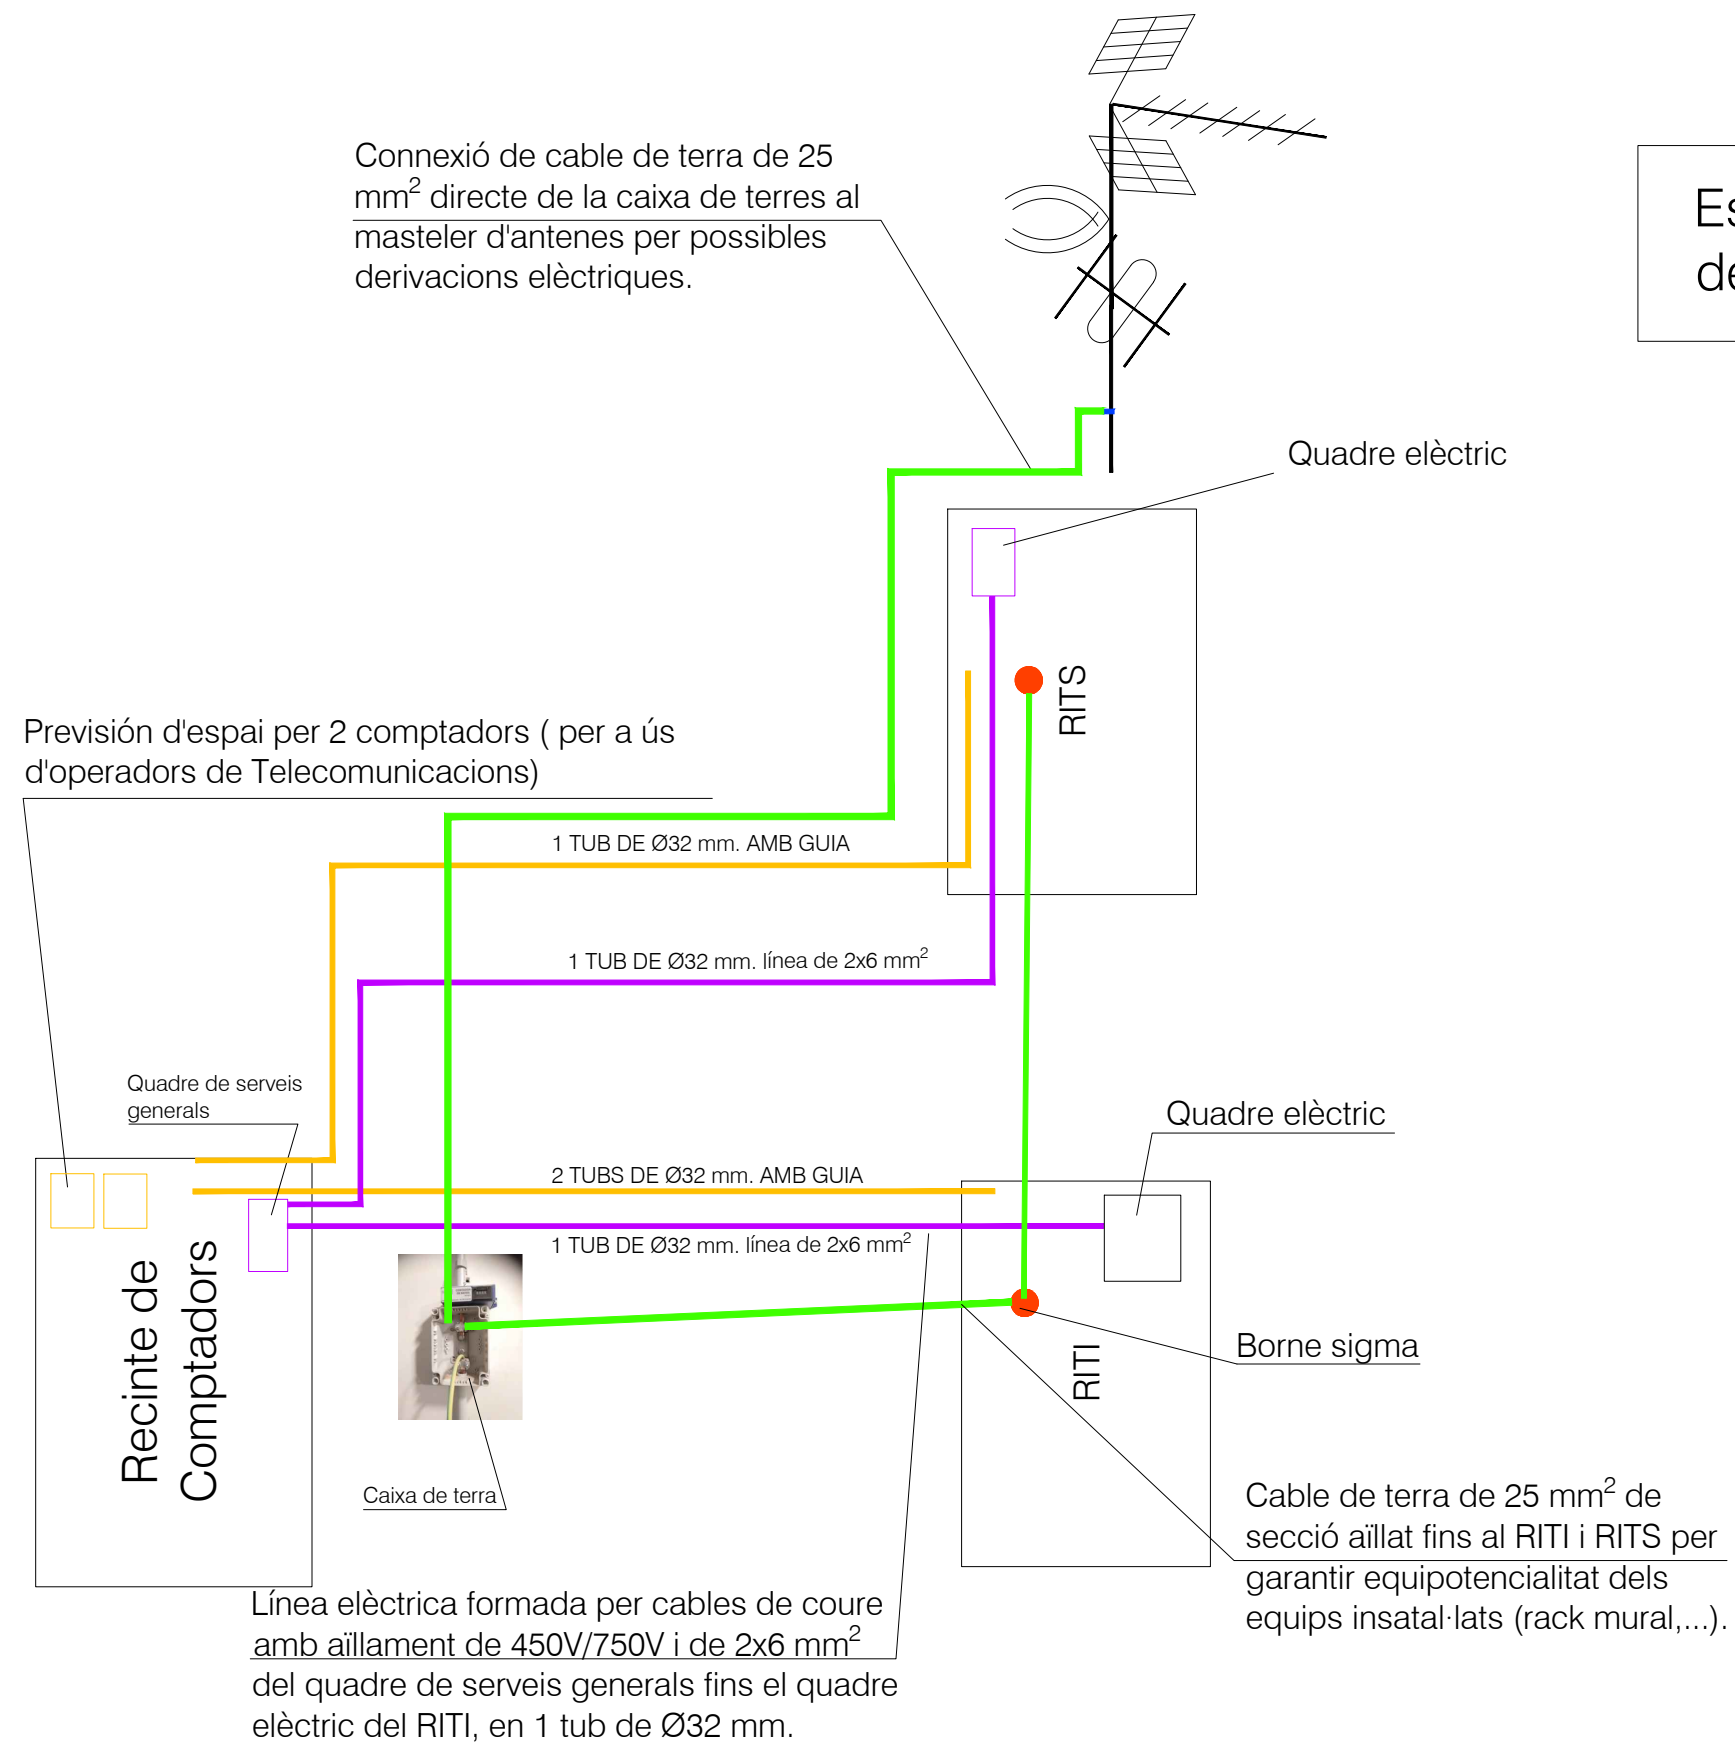 Connexió de cable de terra de 25
mm² directe de la caixa de terres al
masteler d'antenes per possibles
derivacions elèctriques.
Quadre elèctric
RITS
Previsión d'espai per 2 comptadors ( per a ús
d'operadors de Telecomunicacions)
1 TUB DE Ø32 mm. AMB GUIA
1 TUB DE Ø32 mm. línea de 2x6 mm²
Quadre de serveis
generals
Quadre elèctric
2 TUBS DE Ø32 mm. AMB GUIA
1 TUB DE Ø32 mm. línea de 2x6 mm²
Recinte de
Comptadors
Borne sigma
RITI
Caixa de terra
Cable de terra de 25 mm² de
secció aïllat fins al RITI i RITS per
garantir equipotencialitat dels
equips insatal·lats (rack mural,...).
Línea elèctrica formada per cables de coure
amb aïllament de 450V/750V i de 2x6 mm²
del quadre de serveis generals fins el quadre
elèctric del RITI, en 1 tub de Ø32 mm.